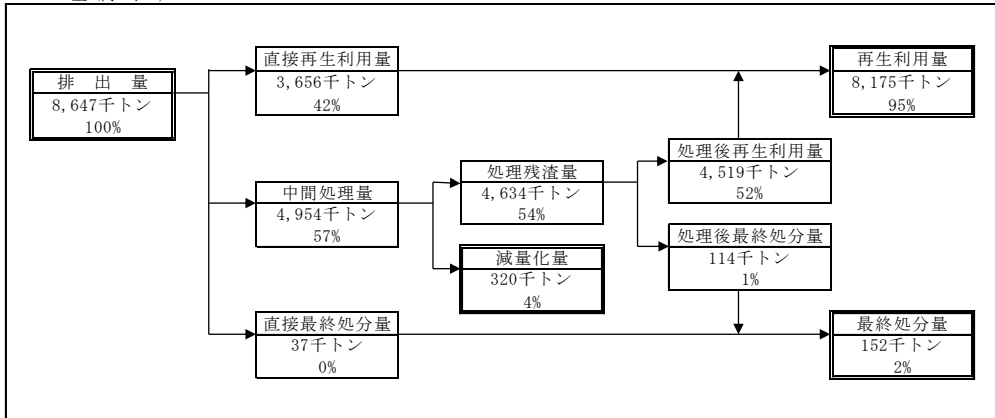 排出量
8,647千トン
100%
直接再生利用量
3,656千トン
42%
再生利用量
8,175千トン
95%
中間処理量
4,954千トン
57%
処理残渣量
4,634千トン
54%
処理後再生利用量
4,519千トン
52%
減量化量
320千トン
4%
処理後最終処分量
114千トン
1%
直接最終処分量
37千トン
0%
最終処分量
152千トン
2%